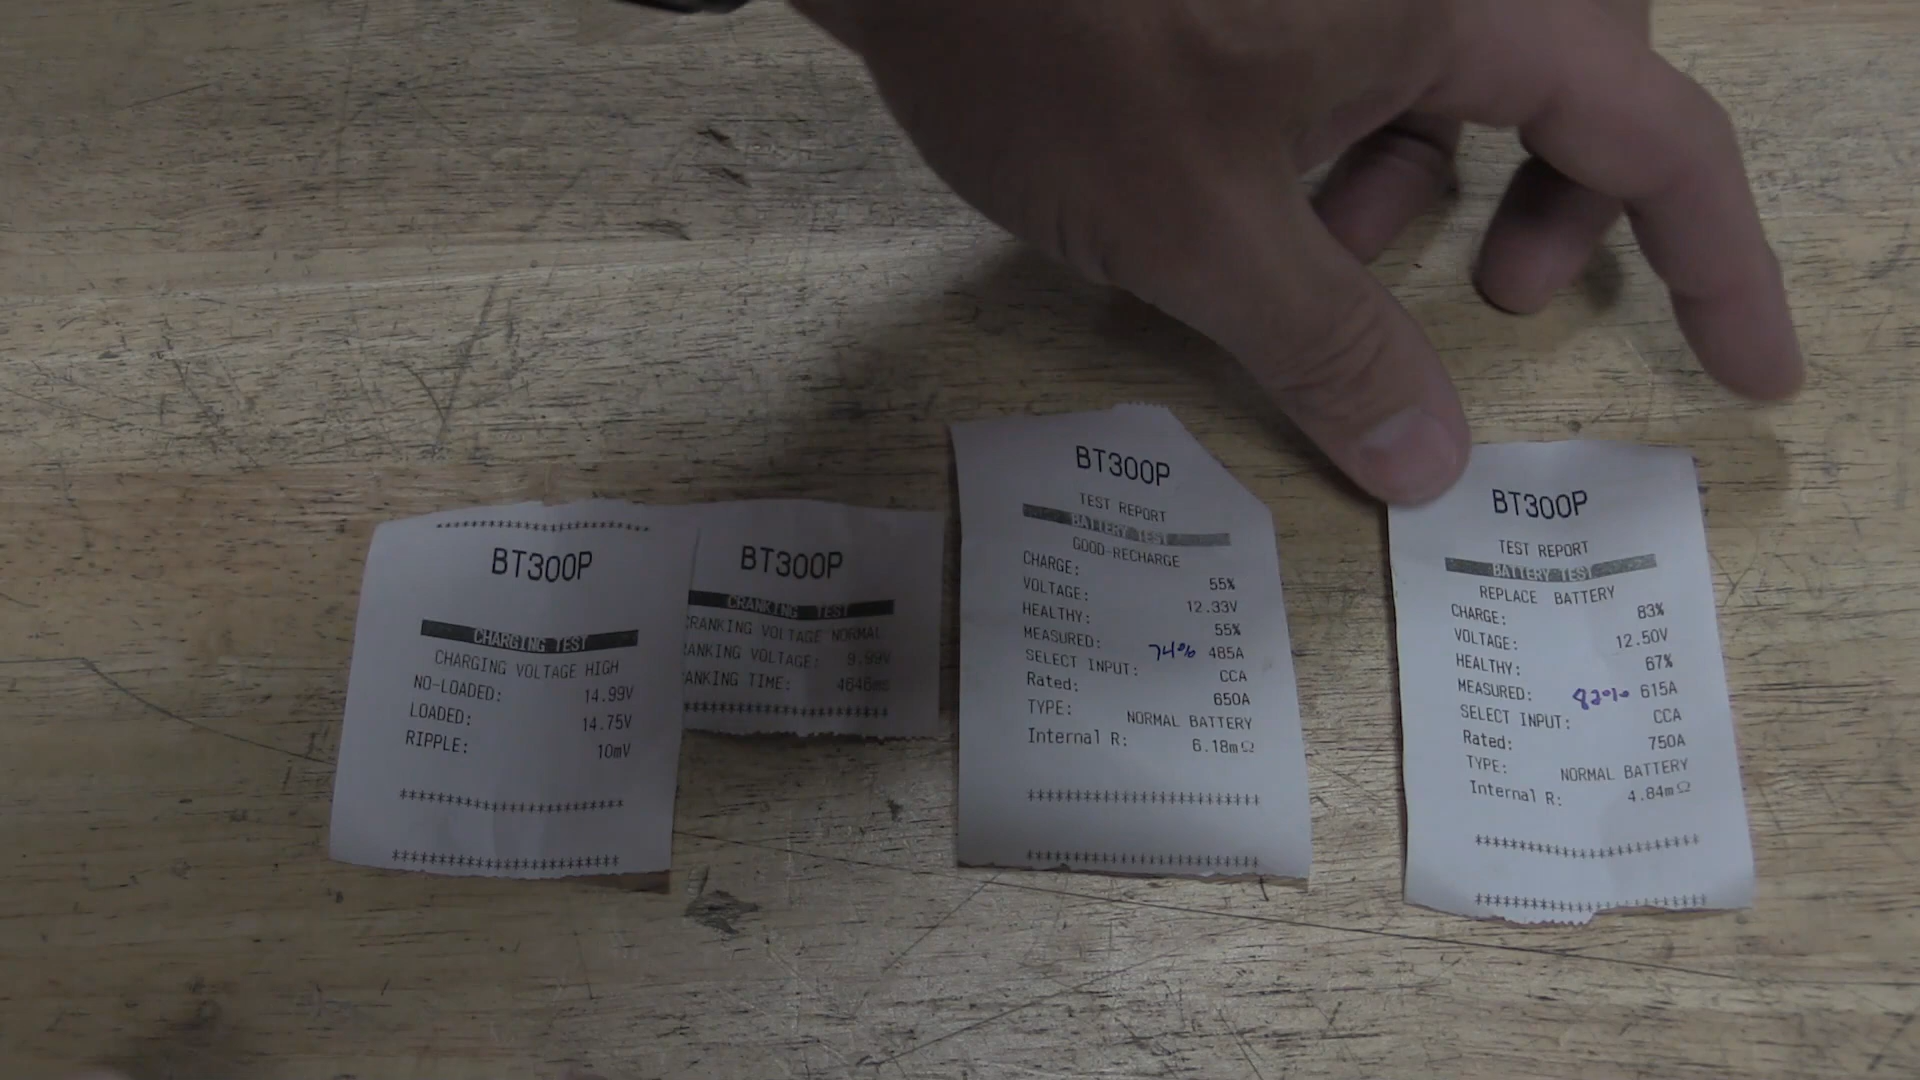 ************************
BT300P
CHARGING TEST
CHARGING VOLTAGE HIGH
NO-LOADED: 14.99V
LOADED: 14.75V
RIPPLE: 10mV
************************
************************
BT300P
CRANKING TEST
CRANKING VOLTAGE NORMAL
ANKING VOLTAGE: 9.99V
ANKING TIME: 4646ms
************************
BT300P
TEST REPORT
BATTERY TEST
GOOD-RECHARGE
CHARGE: 55%
VOLTAGE: 12.33V
HEALTHY: 55%
MEASURED: 74% 485A
SELECT INPUT: CCA
Rated: 650A
TYPE: NORMAL BATTERY
Internal R: 6.18mΩ
************************
************************
BT300P
TEST REPORT
BATTERY TEST
REPLACE BATTERY
CHARGE: 83%
VOLTAGE: 12.50V
HEALTHY: 67%
MEASURED: 82% 615A
SELECT INPUT: CCA
Rated: 750A
TYPE: NORMAL BATTERY
Internal R: 4.84mΩ
************************
************************